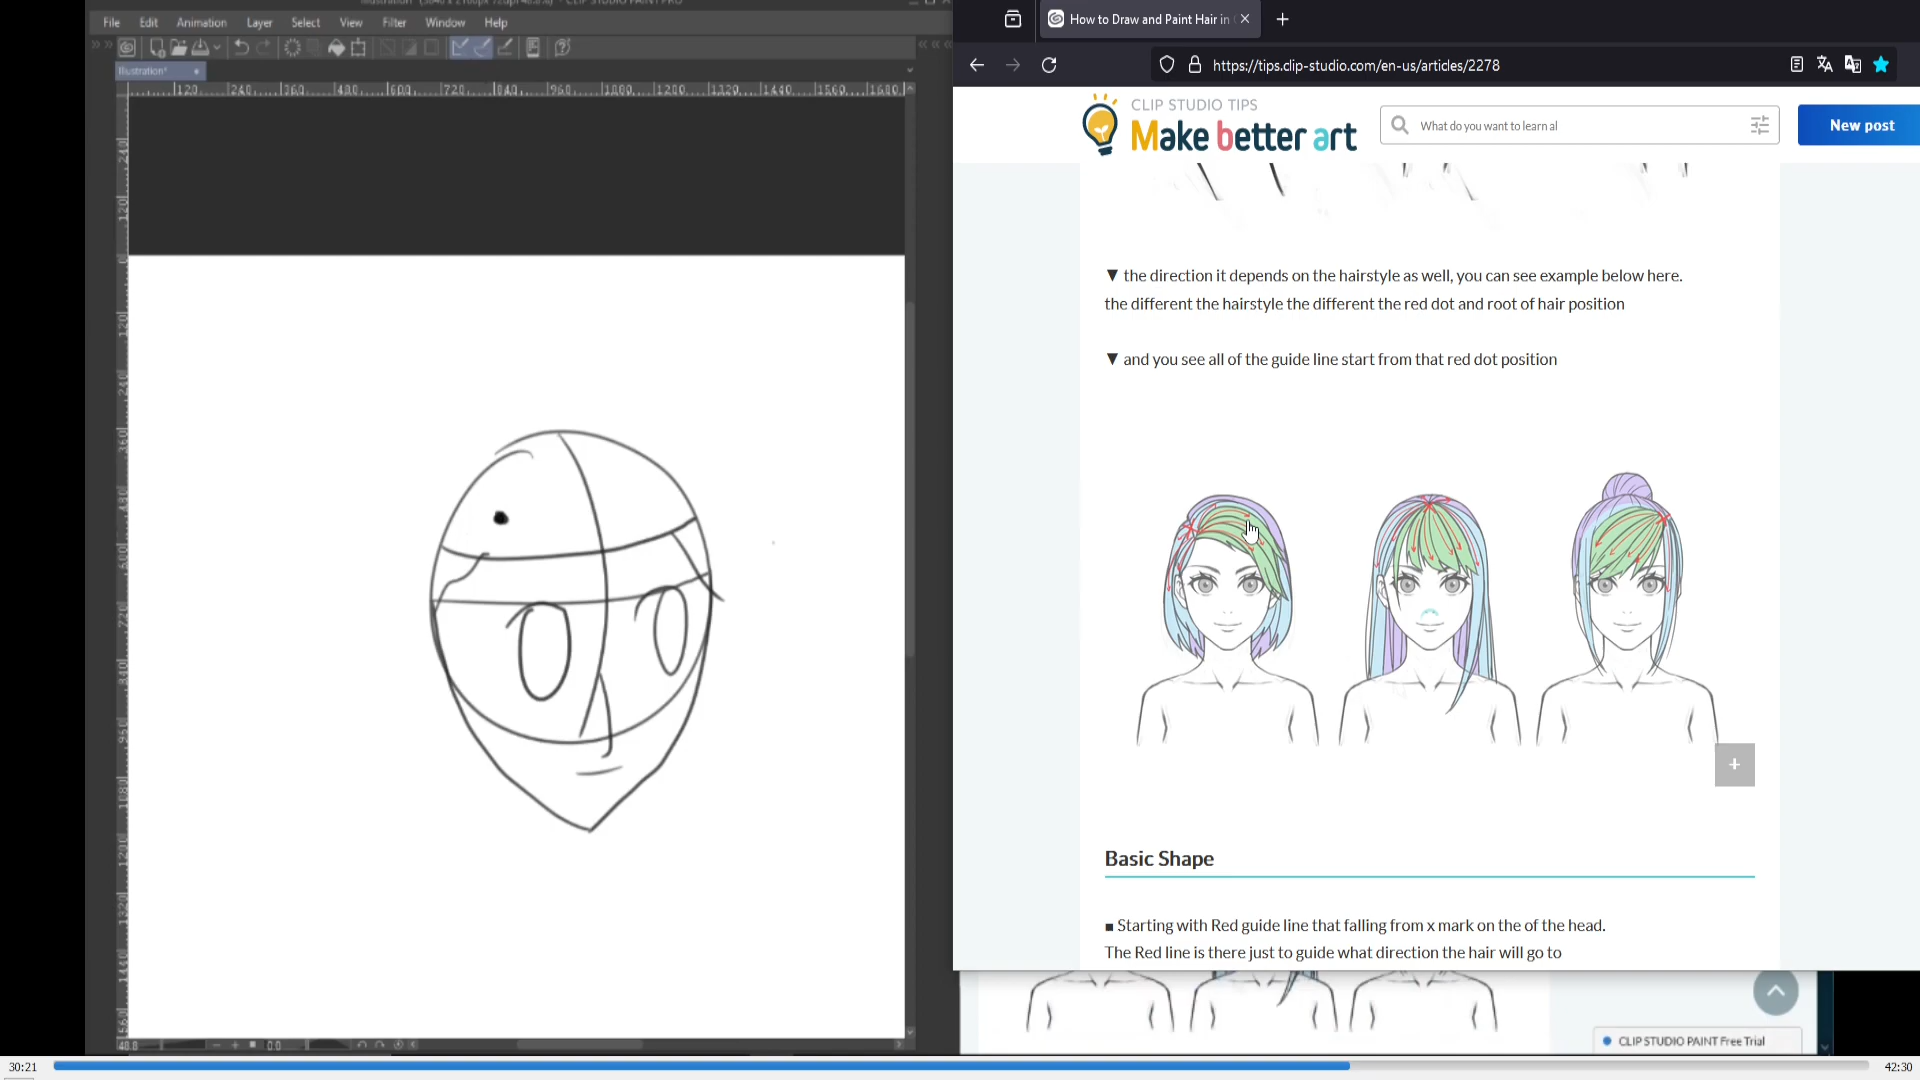 File Edit Animation Layer Select View Filter Window Help
Illustration*
How to Draw and Paint Hair in
https://tips.clip-studio.com/en-us/articles/2278
CLIP STUDIO TIPS
Make better art
What do you want to learn al
New post
▼ the direction it depends on the hairstyle as well, you can see example below here.
the different the hairstyle the different the red dot and root of hair position
▼ and you see all of the guide line start from that red dot position
+
Basic Shape
■ Starting with Red guide line that falling from x mark on the of the head.
The Red line is there just to guide what direction the hair will go to
CLIP STUDIO PAINT Free Trial
30:21
42:30